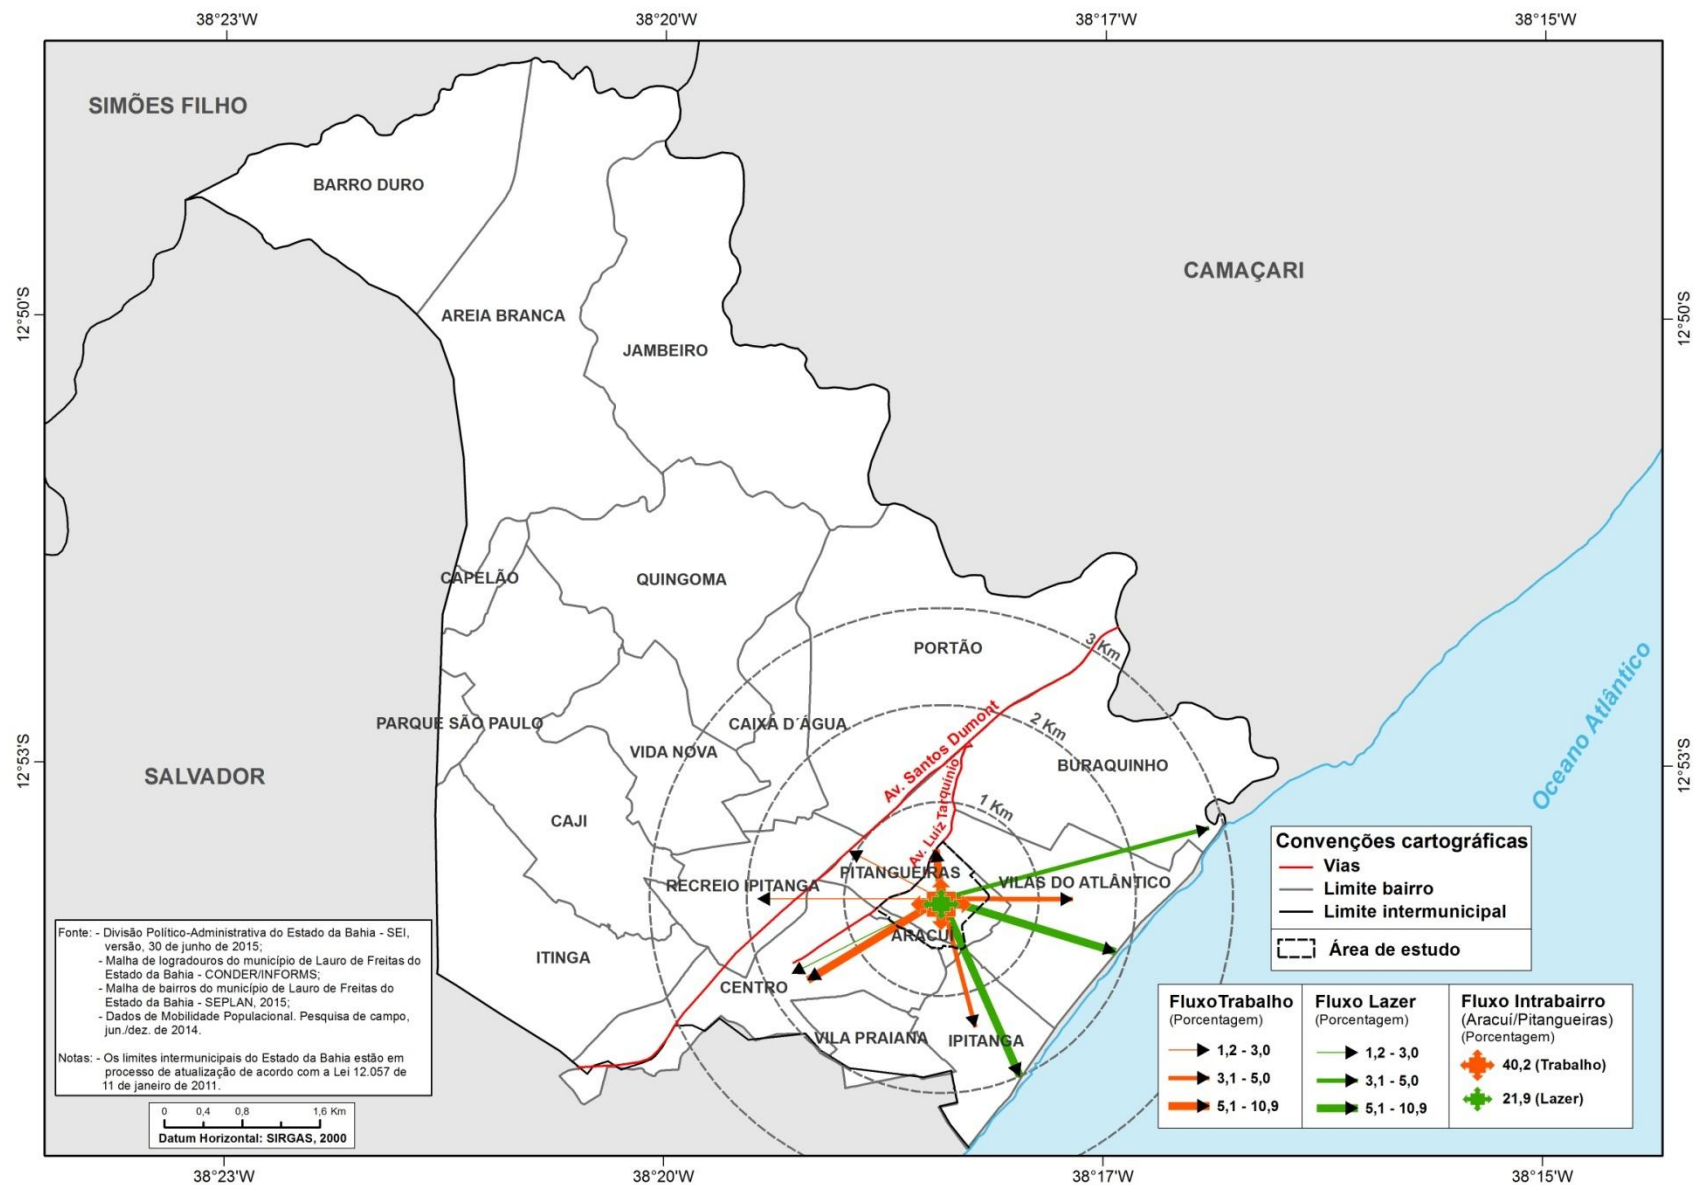 38°23'W
38°20'W
38°17'W
38°15'W
SIMÕES FILHO
BARRO DURO
CAMAÇARI
12°50'S
AREIA BRANCA
12°50'S
JAMBEIRO
CAPELÃO
QUINGOMA
PORTÃO
3 Km
PARQUE SÃO PAULO
CAIXA D´ÁGUA
Av. Santos Dumont
2 Km
VIDA NOVA
BURAQUINHO
Oceano Atlântico
12°53'S
SALVADOR
12°53'S
CAJI
Av. Luíz Tarquínio
1 Km
PITANGUEIRAS
RECREIO IPITANGA
VILAS DO ATLÂNTICO
ARACUÍ
ITINGA
CENTRO
VILA PRAIANA
IPITANGA
Convenções cartográficas
Vias
Limite bairro
Limite intermunicipal
Área de estudo
Fonte: - Divisão Político-Administrativa do Estado da Bahia - SEI,
versão, 30 de junho de 2015;
- Malha de logradouros do município de Lauro de Freitas do
Estado da Bahia - CONDER/INFORMS;
- Malha de bairros do município de Lauro de Freitas do
Estado da Bahia - SEPLAN, 2015;
- Dados de Mobilidade Populacional. Pesquisa de campo,
jun./dez. de 2014.
Notas: - Os limites intermunicipais do Estado da Bahia estão em
processo de atualização de acordo com a Lei 12.057 de
11 de janeiro de 2011.
0 0,4 0,8 1,6 Km
Datum Horizontal: SIRGAS, 2000
FluxoTrabalho
(Porcentagem)
1,2 - 3,0
3,1 - 5,0
5,1 - 10,9
Fluxo Lazer
(Porcentagem)
1,2 - 3,0
3,1 - 5,0
5,1 - 10,9
Fluxo Intrabairro
(Aracuí/Pitangueiras)
(Porcentagem)
40,2 (Trabalho)
21,9 (Lazer)
38°23'W
38°20'W
38°17'W
38°15'W